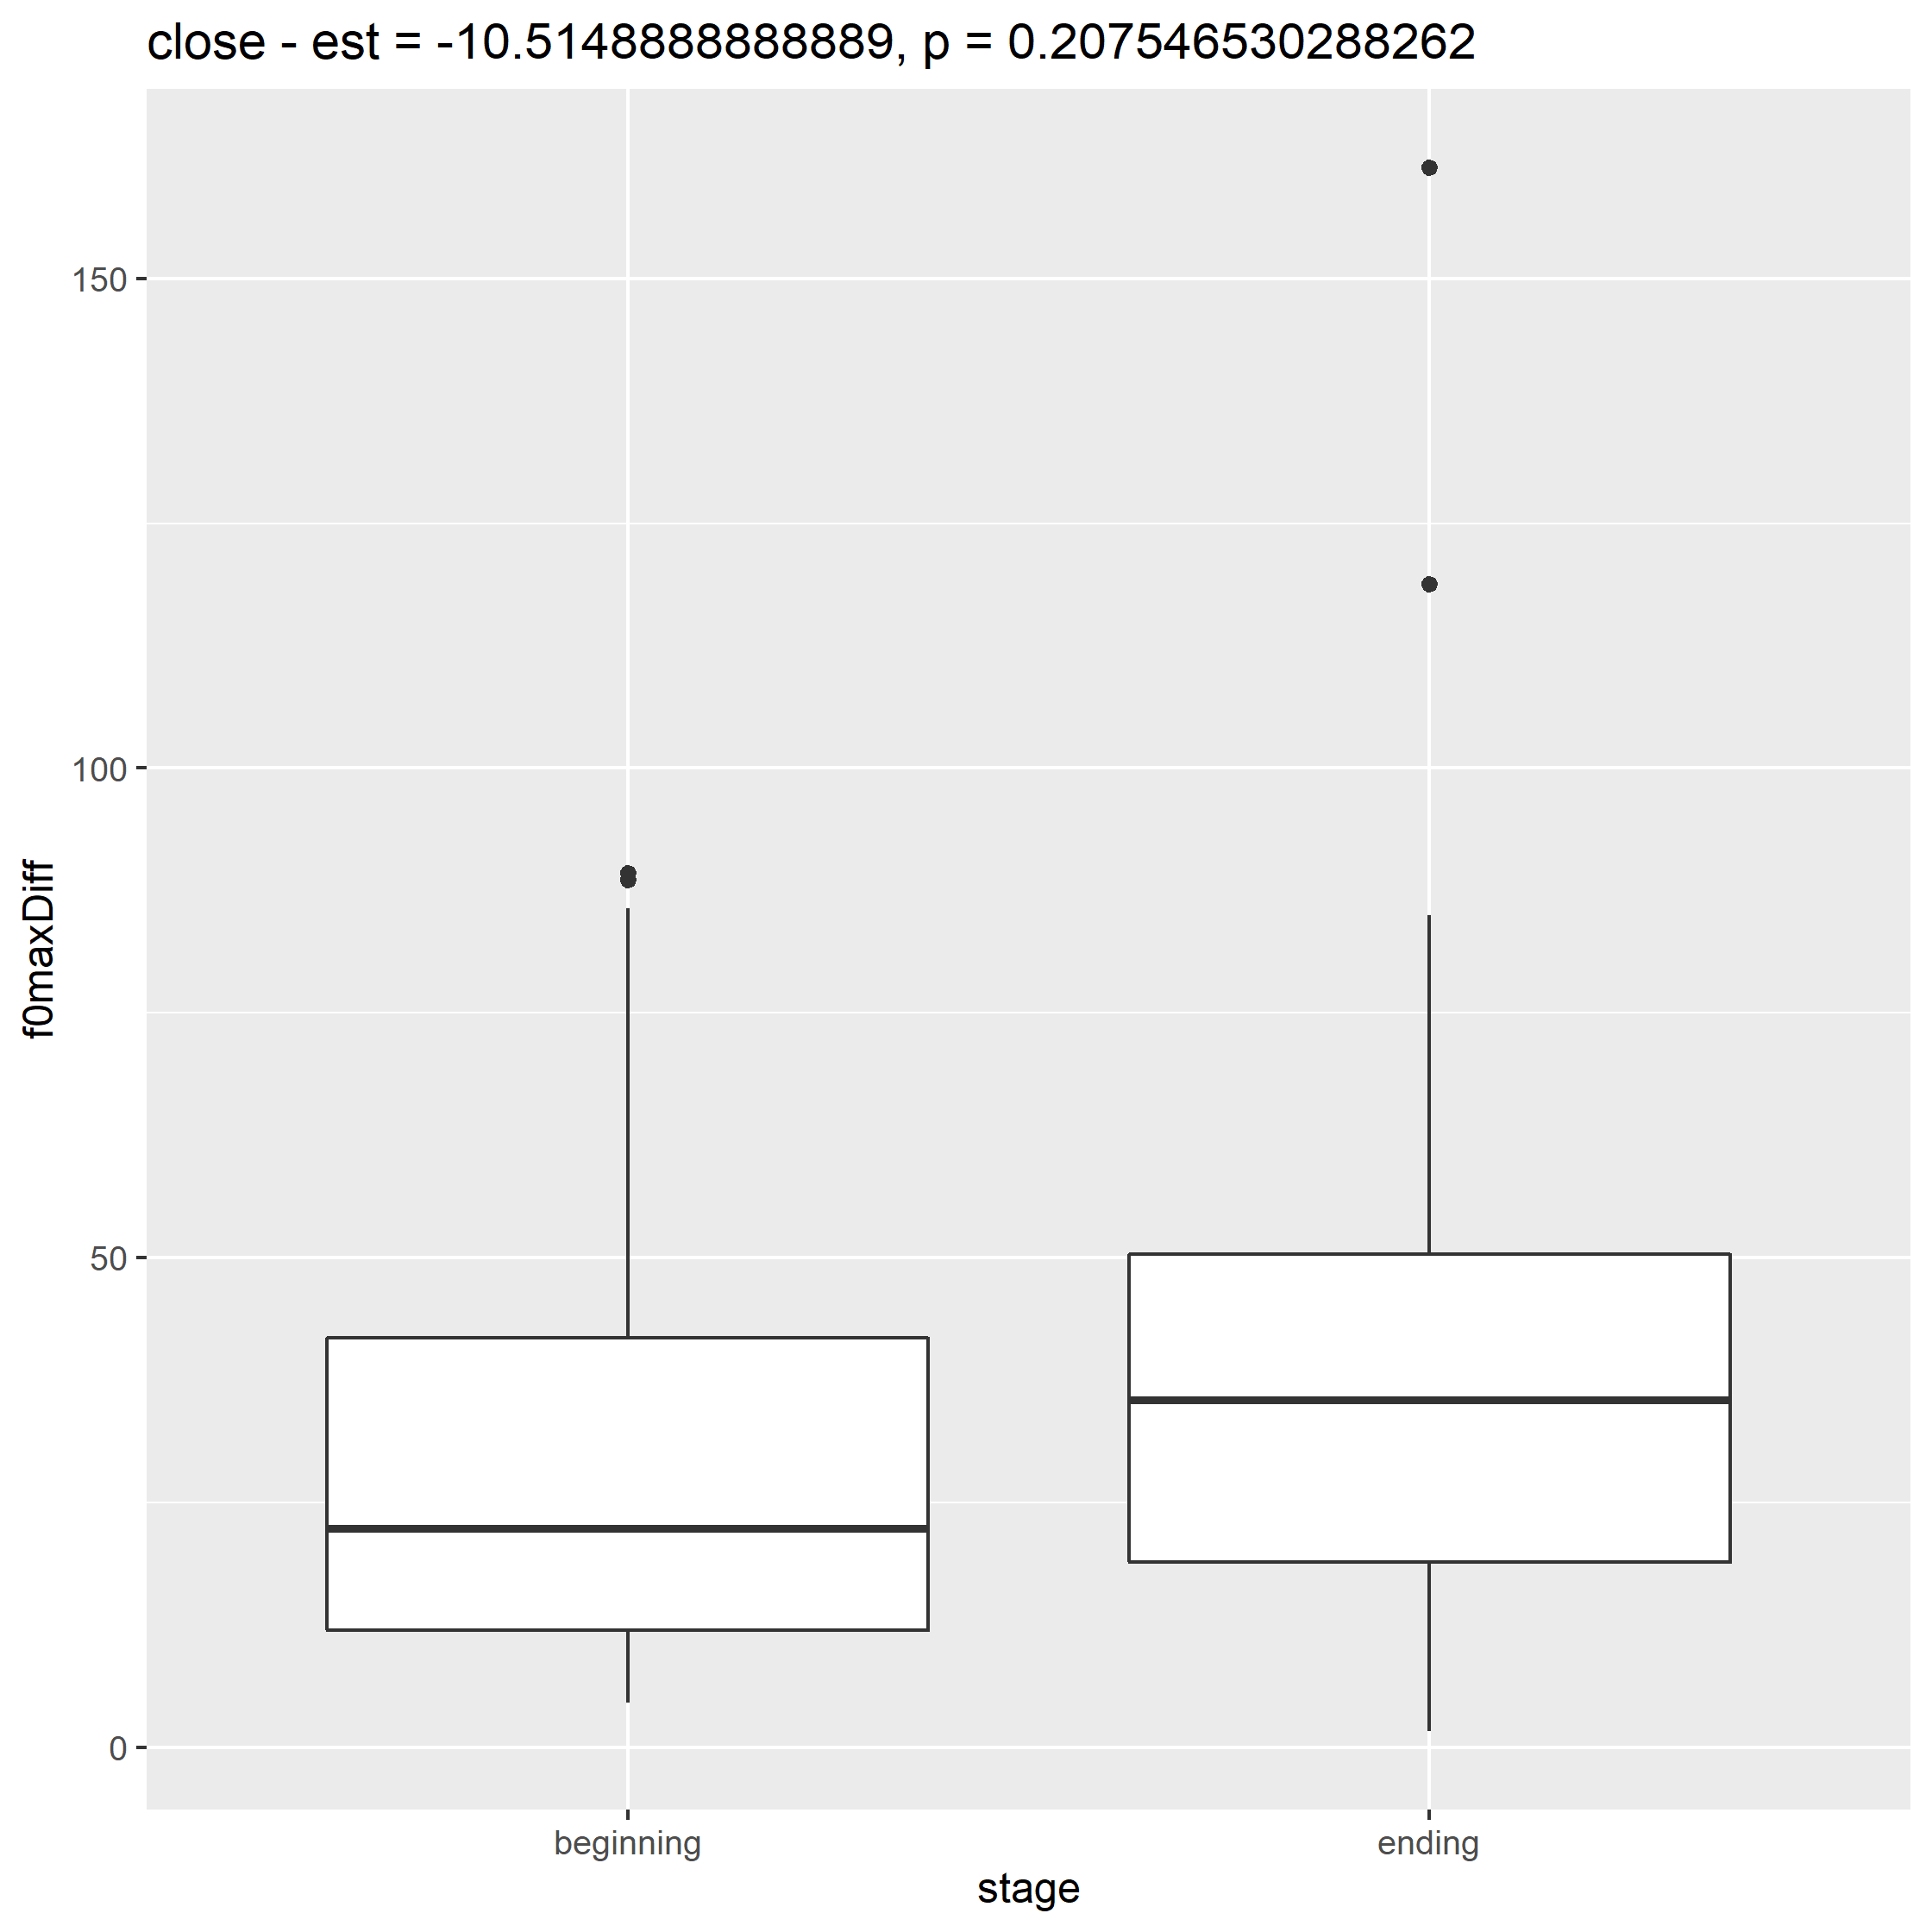 close - est = -10.5148888888889, p = 0.207546530288262
150
100
50
0
f0maxDiff
beginning
ending
stage